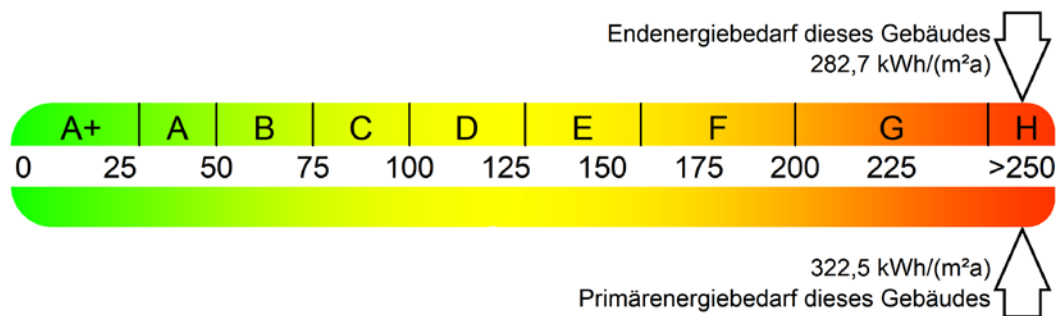 Endenergiebedarf dieses Gebäudes
282,7 kWh/(m²a)
A+ A B C D E F G H
0 25 50 75 100 125 150 175 200 225 >250
322,5 kWh/(m²a)
Primärenergiebedarf dieses Gebäudes